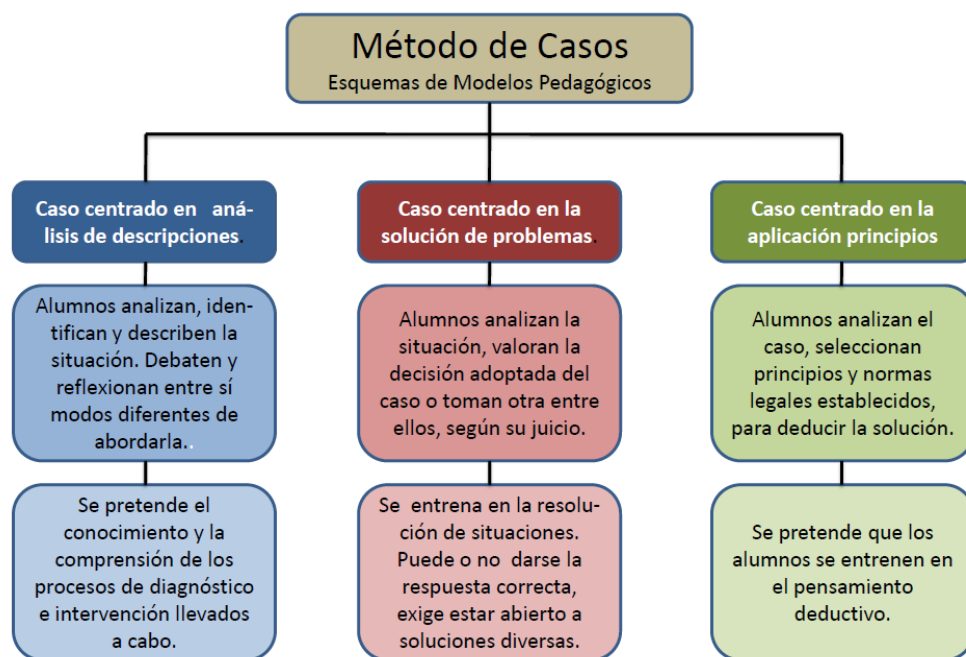 Método de Casos
Esquemas de Modelos Pedagógicos
Caso centrado en aná-
lisis de descripciones.
Alumnos analizan, iden-
tifican y describen la
situación. Debaten y
reflexionan entre sí
modos diferentes de
abordarla..
Se pretende el
conocimiento y la
comprensión de los
procesos de diagnóstico
e intervención llevados
a cabo.
Caso centrado en la
solución de problemas.
Alumnos analizan la
situación, valoran la
decisión adoptada del
caso o toman otra entre
ellos, según su juicio.
Se entrena en la resolu-
ción de situaciones.
Puede o no darse la
respuesta correcta,
exige estar abierto a
soluciones diversas.
Caso centrado en la
aplicación principios
Alumnos analizan el
caso, seleccionan
principios y normas
legales establecidos,
para deducir la solución.
Se pretende que los
alumnos se entrenen en
el pensamiento
deductivo.